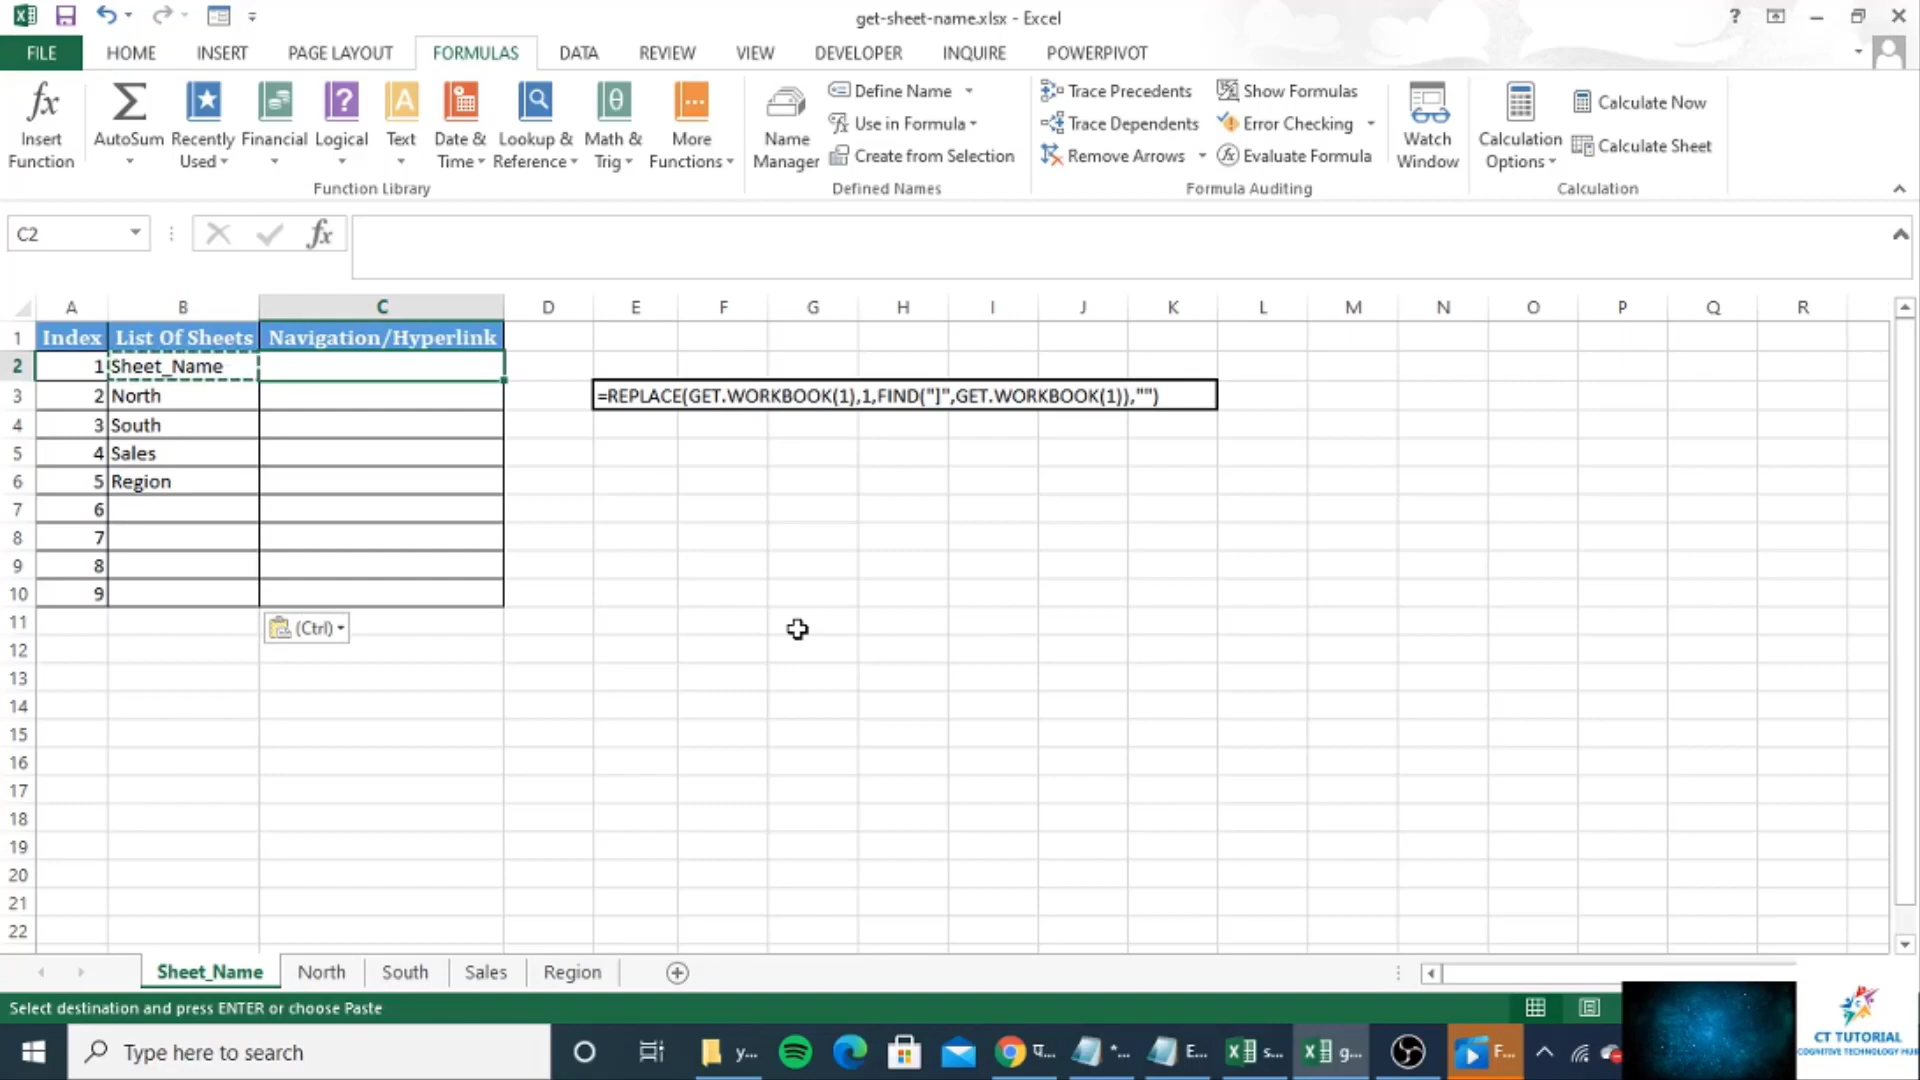 get-sheet-name.xlsx - Excel
?
FILE
HOME
INSERT
PAGE LAYOUT
FORMULAS
DATA
REVIEW
VIEW
DEVELOPER
INQUIRE
POWERPIVOT
fx Insert Function
Σ AutoSum
Recently Used
Financial
Logical
Text
Date & Time
Lookup & Reference
Math & Trig
More Functions
Function Library
Name Manager
Define Name
Use in Formula
Create from Selection
Defined Names
Trace Precedents
Trace Dependents
Remove Arrows
Show Formulas
Error Checking
Evaluate Formula
Formula Auditing
Watch Window
Calculation Options
Calculate Now
Calculate Sheet
Calculation
C2
fx
A B C D E F G H I J K L M N O P Q R
1 Index List Of Sheets Navigation/Hyperlink
2 1 Sheet_Name
3 2 North =REPLACE(GET.WORKBOOK(1),1,FIND("]",GET.WORKBOOK(1)),"")
4 3 South
5 4 Sales
6 5 Region
7 6
8 7
9 8
10 9
11 (Ctrl)
12
13
14
15
16
17
18
19
20
21
22
Sheet_Name North South Sales Region
Select destination and press ENTER or choose Paste
Type here to search
y...
E...
s...
g...
F...
CT TUTORIAL